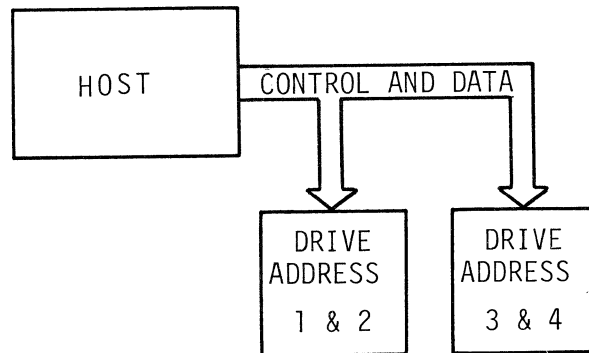 HOST
CONTROL AND DATA
DRIVE
ADDRESS
1 & 2
DRIVE
ADDRESS
3 & 4